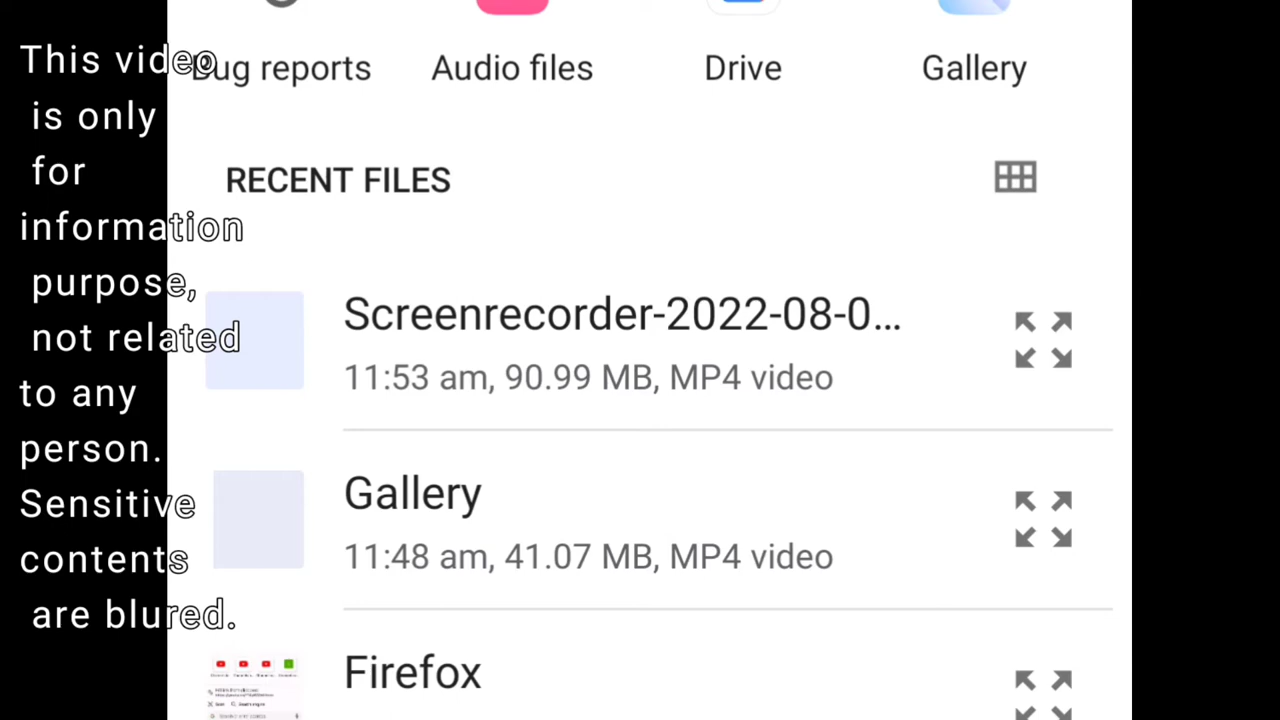 This video
is only
for
information
purpose,
not related
to any
person.
Sensitive
contents
are blured.
Bug reports Audio files Drive Gallery
RECENT FILES
Screenrecorder-2022-08-0...
11:53 am, 90.99 MB, MP4 video
Gallery
11:48 am, 41.07 MB, MP4 video
Firefox